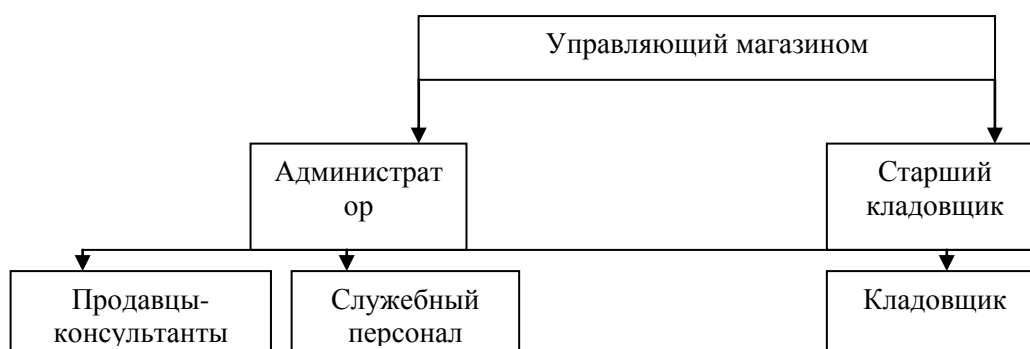 Управляющий магазином
Администрат
ор
Старший
кладовщик
Продавцы-
консультанты
Служебный
персонал
Кладовщик